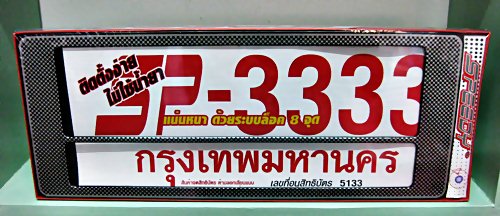 ติดตั้งง่าย
ไม่ใช้น้ำยา
SP-3333
แน่นหนา ด้วยระบบล็อค 8 จุด
กรุงเทพมหานคร
เลขที่อนุสิทธิบัตร 5133
SPEEDY